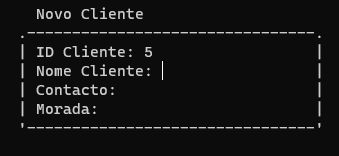 Novo Cliente
ID Cliente: 5
Nome Cliente:
Contacto:
Morada: